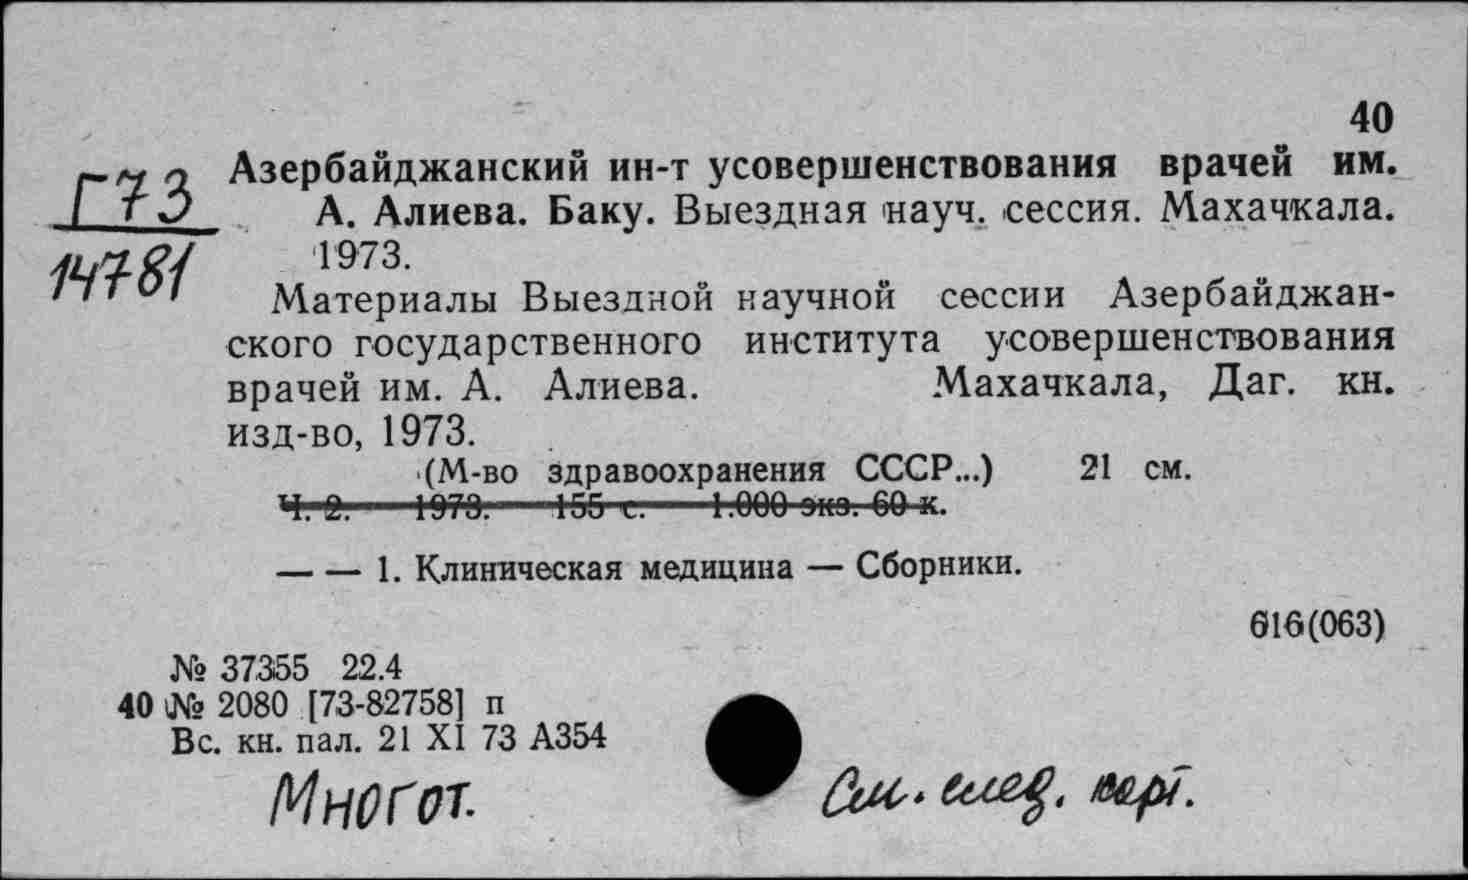 40
Г73
14781
Азербайджанский ин-т усовершенствования врачей им.
А. Алиева. Баку. Выездная науч. сессия. Махачкала.
1973.
Материалы Выездной научной сессии Азербайджан-
ского государственного института усовершенствования
врачей им. А. Алиева. Махачкала, Даг. кн.
изд-во, 1973.
(М-во здравоохранения СССР...) 21 см.
Ч. 2. 1973. 155 с. 1.000 экз. 60 к.
— — 1. Клиническая медицина — Сборники.
616(063)
№ 37355 22.4
40 № 2080 [73-82758] п
Вс. кн. пал. 21 XI 73 А354
Многот.
См. след. карт.